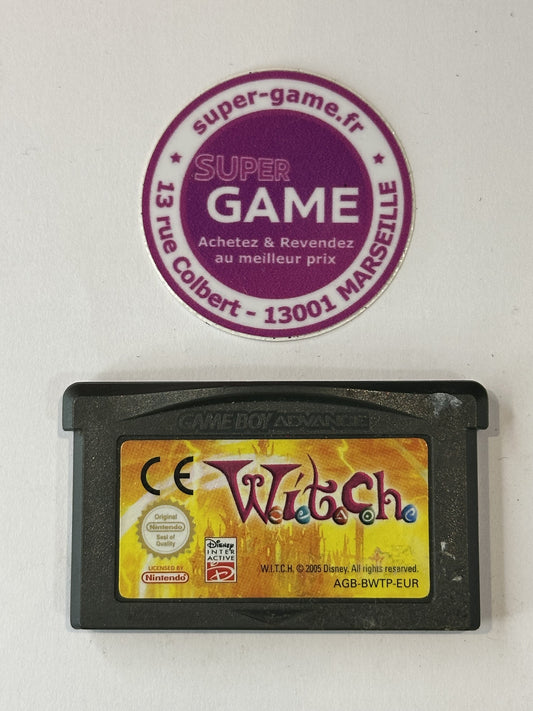 super-game.fr
SUPER
GAME
Achetez & Revendez
au meilleur prix
13 rue Colbert - 13001 MARSEILLE
GAME BOY ADVANCE
CE
W.i.t.c.h.
Original
Nintendo
Seal of
Quality
LICENSED BY
Nintendo
Disney
INTER
ACTIVE
W.I.T.C.H. © 2005 Disney. All rights reserved.
AGB-BWTP-EUR